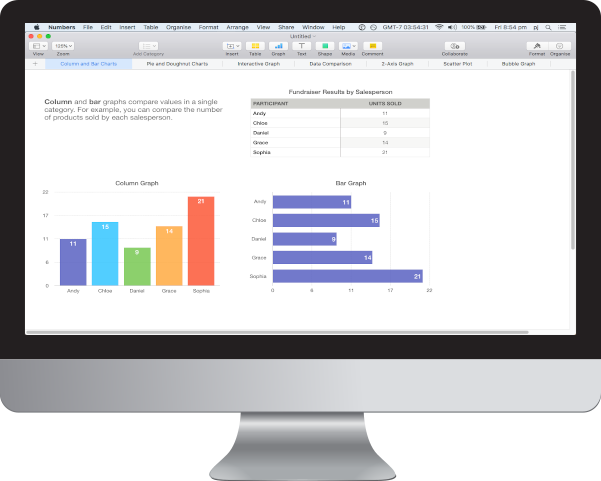 Numbers File Edit Insert Table Organise Format Arrange View Share Window Help GMT-7 03:54:31 100% Fri 8:54 pm pj
Untitled
View Zoom Add Category Insert Table Graph Text Shape Media Comment Collaborate Format Organise
+ Column and Bar Charts Pie and Doughnut Charts Interactive Graph Data Comparison 2-Axis Graph Scatter Plot Bubble Graph
Column and bar graphs compare values in a single
category. For example, you can compare the number
of products sold by each salesperson.
Fundraiser Results by Salesperson
PARTICIPANT UNITS SOLD
Andy 11
Chloe 15
Daniel 9
Grace 14
Sophia 21
Column Graph
22
17
11
6
0
11
15
9
14
21
Andy Chloe Daniel Grace Sophia
Bar Graph
Andy 11
Chloe 15
Daniel 9
Grace 14
Sophia 21
0 6 11 17 22